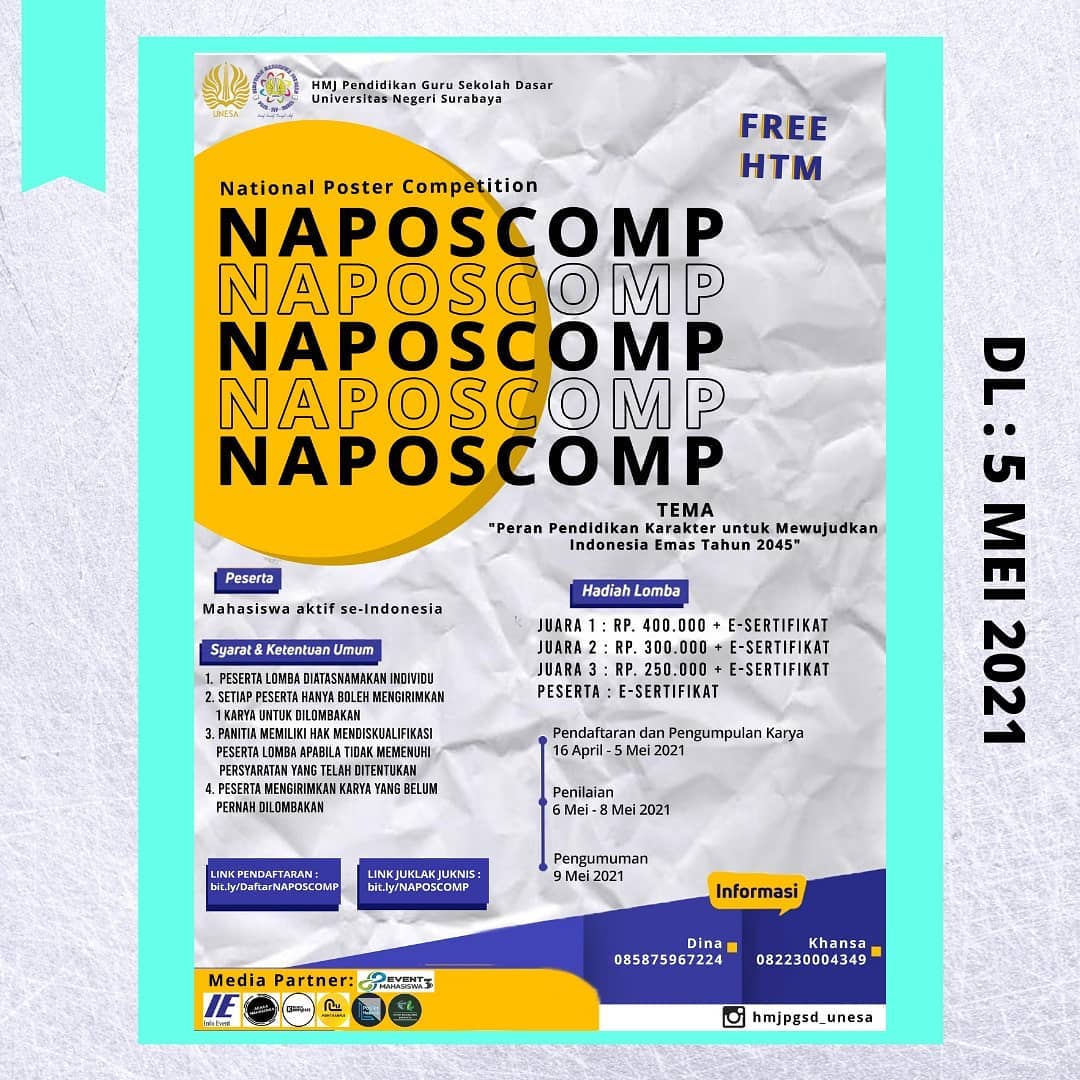 UNESA
HMJ Pendidikan Guru Sekolah Dasar
Universitas Negeri Surabaya
FREE
HTM
National Poster Competition
NAPOSCOMP
NAPOSCOMP
NAPOSCOMP
NAPOSCOMP
NAPOSCOMP
TEMA
"Peran Pendidikan Karakter untuk Mewujudkan
Indonesia Emas Tahun 2045"
Peserta
Mahasiswa aktif se-Indonesia
Syarat & Ketentuan Umum
1. PESERTA LOMBA DIATASNAMAKAN INDIVIDU
2. SETIAP PESERTA HANYA BOLEH MENGIRIMKAN
1 KARYA UNTUK DILOMBAKAN
3. PANITIA MEMILIKI HAK MENDISKUALIFIKASI
PESERTA LOMBA APABILA TIDAK MEMENUHI
PERSYARATAN YANG TELAH DITENTUKAN
4. PESERTA MENGIRIMKAN KARYA YANG BELUM
PERNAH DILOMBAKAN
Hadiah Lomba
JUARA 1 : RP. 400.000 + E-SERTIFIKAT
JUARA 2 : RP. 300.000 + E-SERTIFIKAT
JUARA 3 : RP. 250.000 + E-SERTIFIKAT
PESERTA : E-SERTIFIKAT
Pendaftaran dan Pengumpulan Karya
16 April - 5 Mei 2021
Penilaian
6 Mei - 8 Mei 2021
Pengumuman
9 Mei 2021
LINK PENDAFTARAN :
bit.ly/DaftarNAPOSCOMP
LINK JUKLAK JUKNIS :
bit.ly/NAPOSCOMP
Informasi
Dina
085875967224
Khansa
082230004349
Media Partner:
EVENT
MAHASISWA
IE
Info Event
hmjpgsd_unesa
DL : 5 MEI 2021